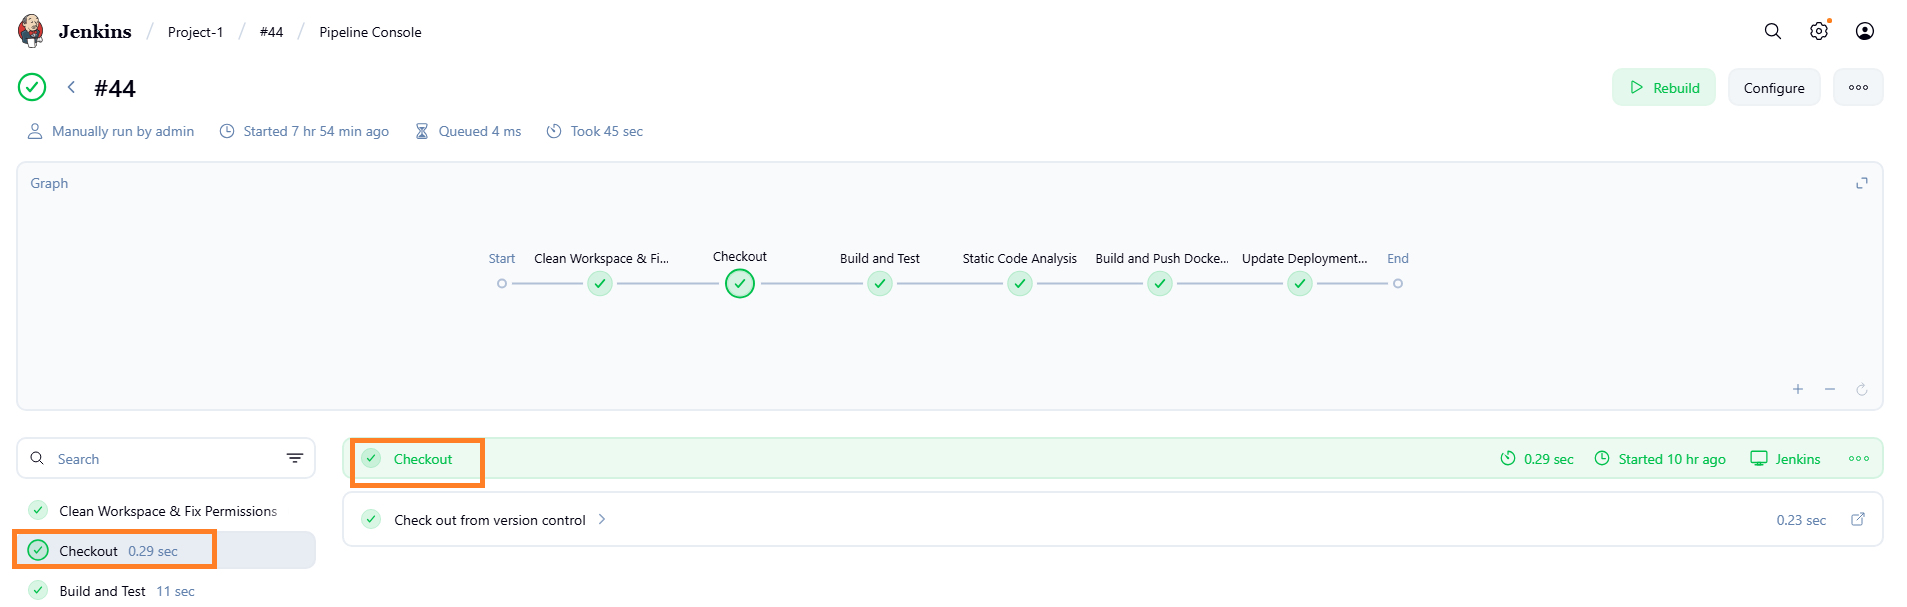 Jenkins / Project-1 / #44 / Pipeline Console
#44
Rebuild
Configure
Manually run by admin
Started 7 hr 54 min ago
Queued 4 ms
Took 45 sec
Graph
Start
Clean Workspace & Fi...
Checkout
Build and Test
Static Code Analysis
Build and Push Docke...
Update Deployment...
End
Search
Clean Workspace & Fix Permissions
Checkout 0.29 sec
Build and Test 11 sec
Checkout
0.29 sec
Started 10 hr ago
Jenkins
Check out from version control
0.23 sec